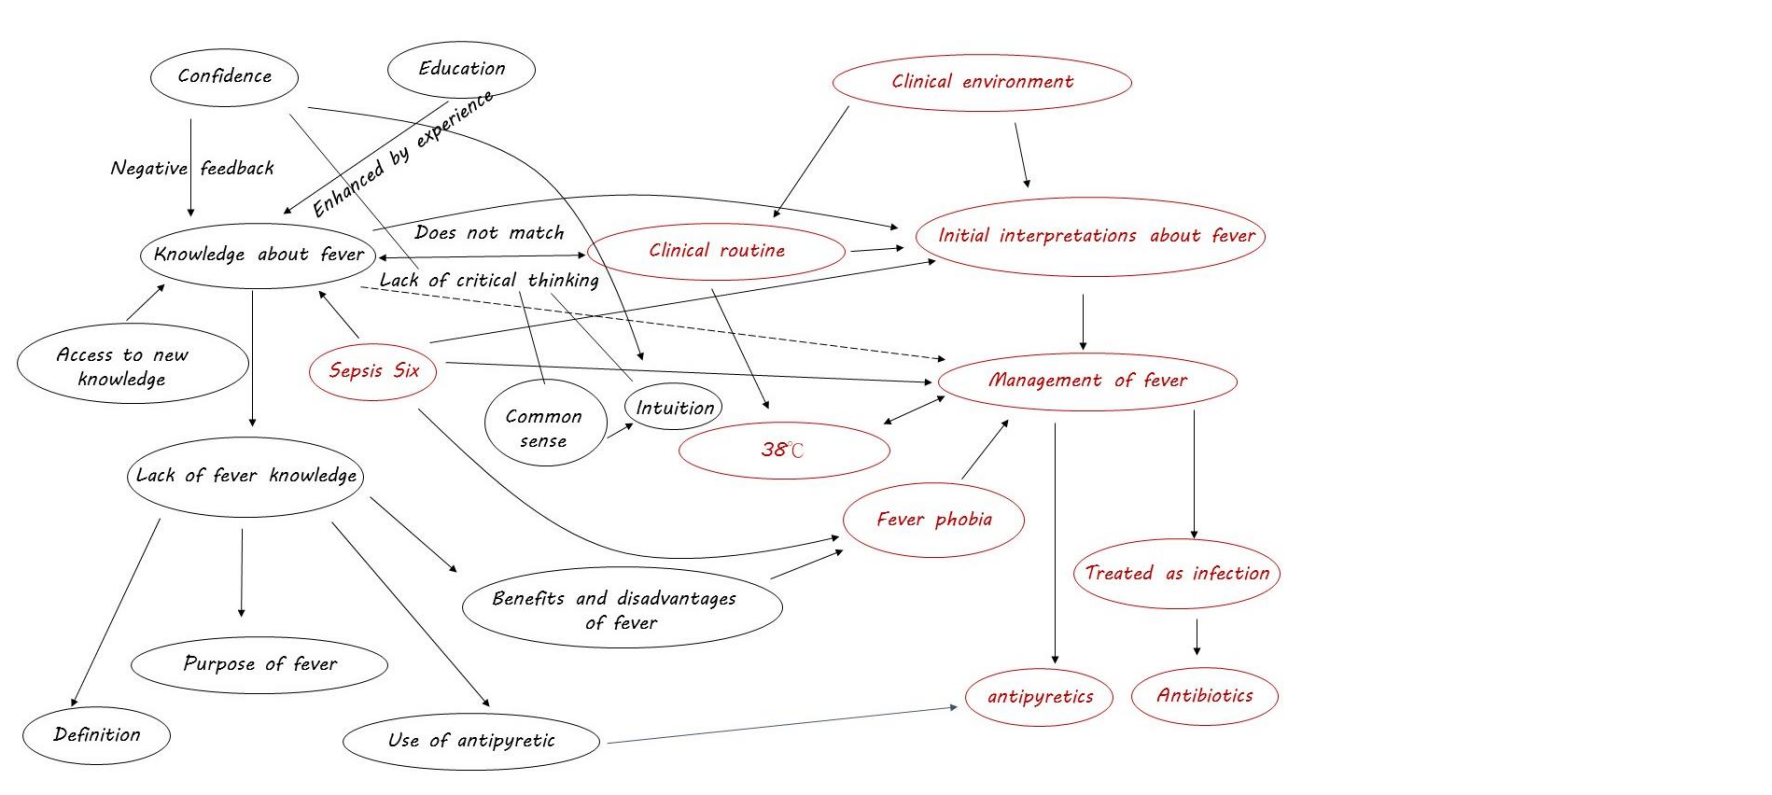 Confidence
Education
Clinical environment
Enhanced by experience
Negative feedback
Does not match
Knowledge about fever
Clinical routine
Initial interpretations about fever
Lack of critical thinking
Access to new
knowledge
Sepsis Six
Management of fever
Common
sense
Intuition
38℃
Lack of fever knowledge
Fever phobia
Treated as infection
Benefits and disadvantages
of fever
Purpose of fever
antipyretics
Antibiotics
Definition
Use of antipyretic